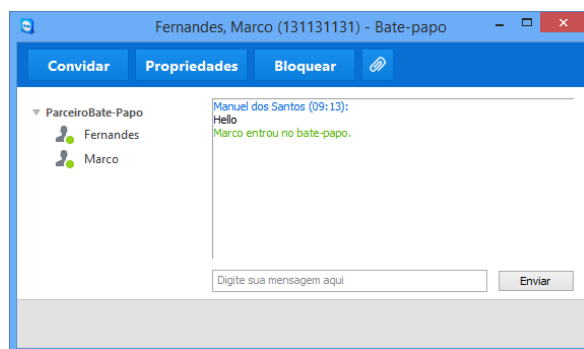 Fernandes, Marco (131131131) - Bate-papo
Convidar Propriedades Bloquear
ParceiroBate-Papo
Fernandes
Marco
Manuel dos Santos (09:13):
Hello
Marco entrou no bate-papo.
Digite sua mensagem aqui
Enviar